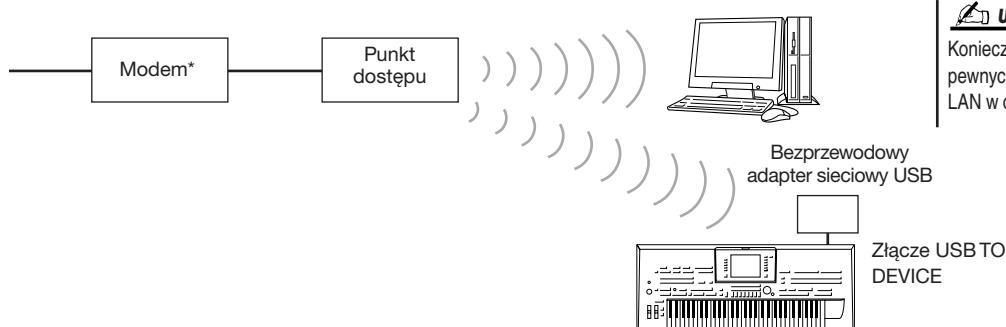 Modem*
Punkt
dostępu
Konieczn
pewnych
LAN w c
Bezprzewodowy
adapter sieciowy USB
Złącze USB TO
DEVICE